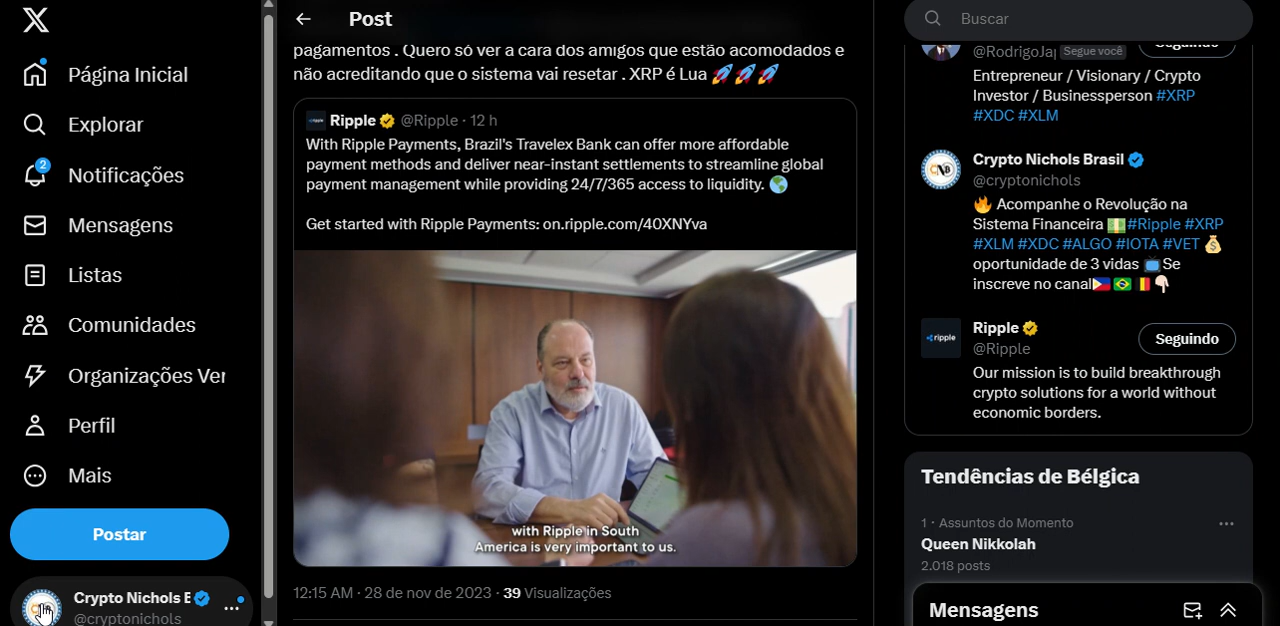 Página Inicial
Explorar
2
Notificações
Mensagens
Listas
Comunidades
Organizações Ver
Perfil
Mais
Postar
Crypto Nichols B
@cryptonichols
Post
pagamentos . Quero só ver a cara dos amigos que estão acomodados e
não acreditando que o sistema vai resetar . XRP é Lua 🚀🚀🚀
Ripple @Ripple · 12 h
With Ripple Payments, Brazil's Travelex Bank can offer more affordable
payment methods and deliver near-instant settlements to streamline global
payment management while providing 24/7/365 access to liquidity. 🌎
Get started with Ripple Payments: on.ripple.com/40XNYva
with Ripple in South
America is very important to us.
12:15 AM · 28 de nov de 2023 · 39 Visualizações
Buscar
@RodrigoJa Segue você
Seguindo
Entrepreneur / Visionary / Crypto
Investor / Businessperson #XRP
#XDC #XLM
Crypto Nichols Brasil
@cryptonichols
🔥 Acompanhe o Revolução na
Sistema Financeira 💵#Ripple #XRP
#XLM #XDC #ALGO #IOTA #VET 💰
oportunidade de 3 vidas 📺Se
inscreve no canal🇵🇭🇧🇷🇧🇪👇🏻
ripple
Ripple
@Ripple
Seguindo
Our mission is to build breakthrough
crypto solutions for a world without
economic borders.
Tendências de Bélgica
1 · Assuntos do Momento
Queen Nikkolah
2.018 posts
Mensagens